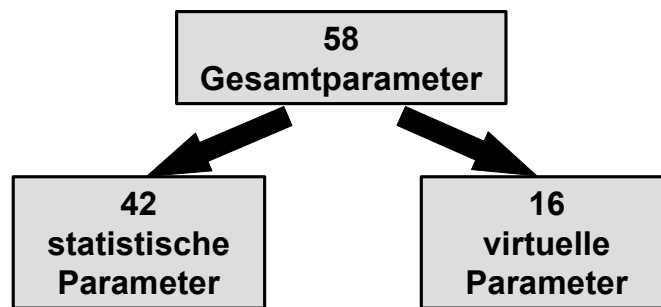 58
Gesamtparameter
42
statistische
Parameter
16
virtuelle
Parameter